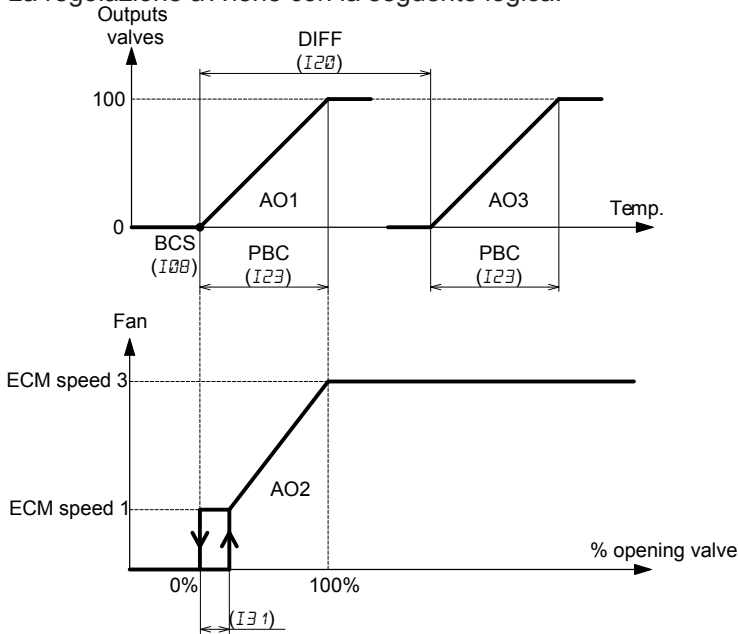 La regolazione avviene con la seguente logica:
Outputs
valves
DIFF
(I20)
100
AO1
AO3
Temp.
0
BCS
(I08)
PBC
(I23)
PBC
(I23)
Fan
ECM speed 3
AO2
ECM speed 1
% opening valve
0%
100%
(I31)